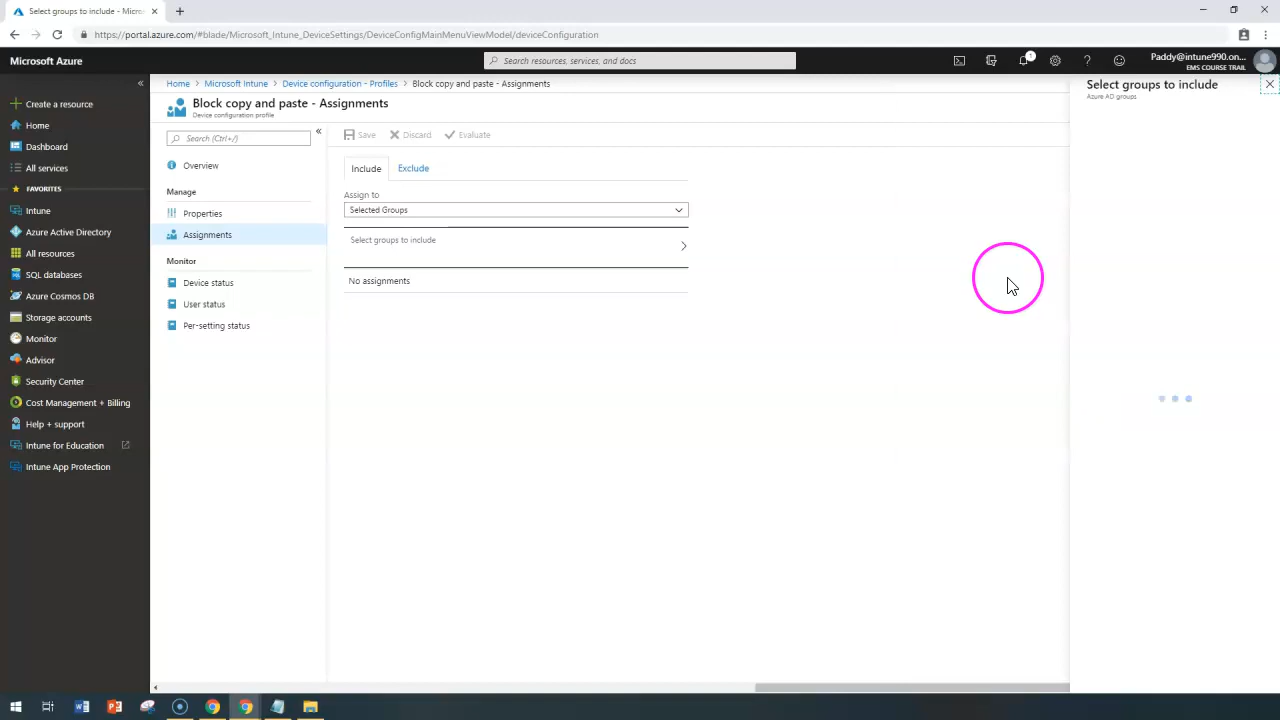 Select groups to include - Micros
https://portal.azure.com/#blade/Microsoft_Intune_DeviceSettings/DeviceConfigMainMenuViewModel/deviceConfiguration
Microsoft Azure
Search resources, services, and docs
1
Paddy@intune990.on...
EMS COURSE TRAIL
Create a resource
Home
Dashboard
All services
FAVORITES
Intune
Azure Active Directory
All resources
SQL databases
Azure Cosmos DB
Storage accounts
Monitor
Advisor
Security Center
Cost Management + Billing
Help + support
Intune for Education
Intune App Protection
Home > Microsoft Intune > Device configuration - Profiles > Block copy and paste - Assignments
Block copy and paste - Assignments
Device configuration profile
Search (Ctrl+/)
Overview
Manage
Properties
Assignments
Monitor
Device status
User status
Per-setting status
Save
Discard
Evaluate
Include
Exclude
Assign to
Selected Groups
Select groups to include
No assignments
Select groups to include
Azure AD groups